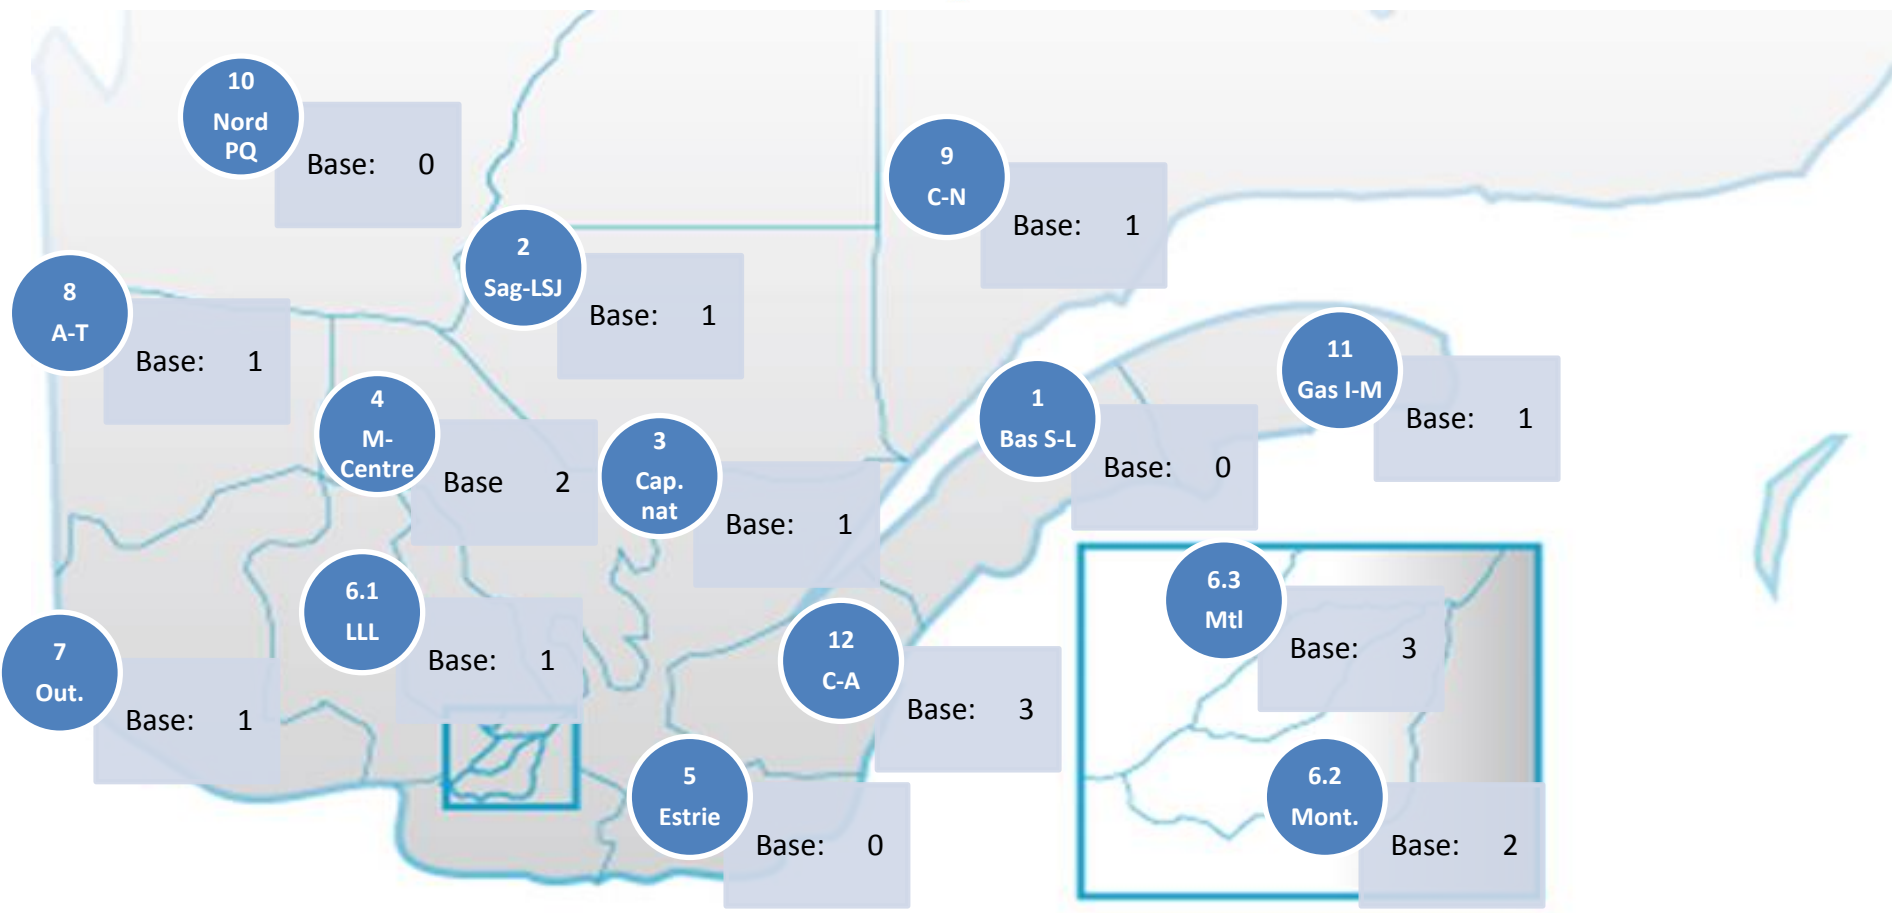 10
Nord
PQ
Base: 0
9
C-N
Base: 1
2
Sag-LSJ
Base: 1
8
A-T
Base: 1
11
Gas I-M
Base: 1
4
M-
Centre
Base 2
1
Bas S-L
Base: 0
3
Cap.
nat
Base: 1
6.1
LLL
Base: 1
6.3
Mtl
Base: 3
12
C-A
Base: 3
7
Out.
Base: 1
5
Estrie
Base: 0
6.2
Mont.
Base: 2